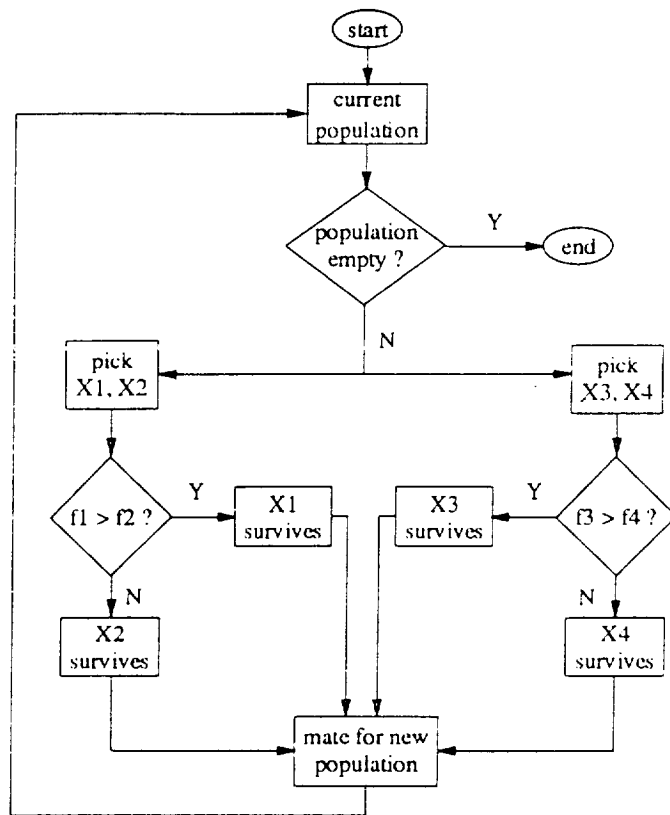 start
current
population
population
empty ?
Y
end
N
pick
X1, X2
pick
X3, X4
f1 > f2 ?
Y
X1
survives
X3
survives
Y
f3 > f4 ?
N
N
X2
survives
X4
survives
mate for new
population